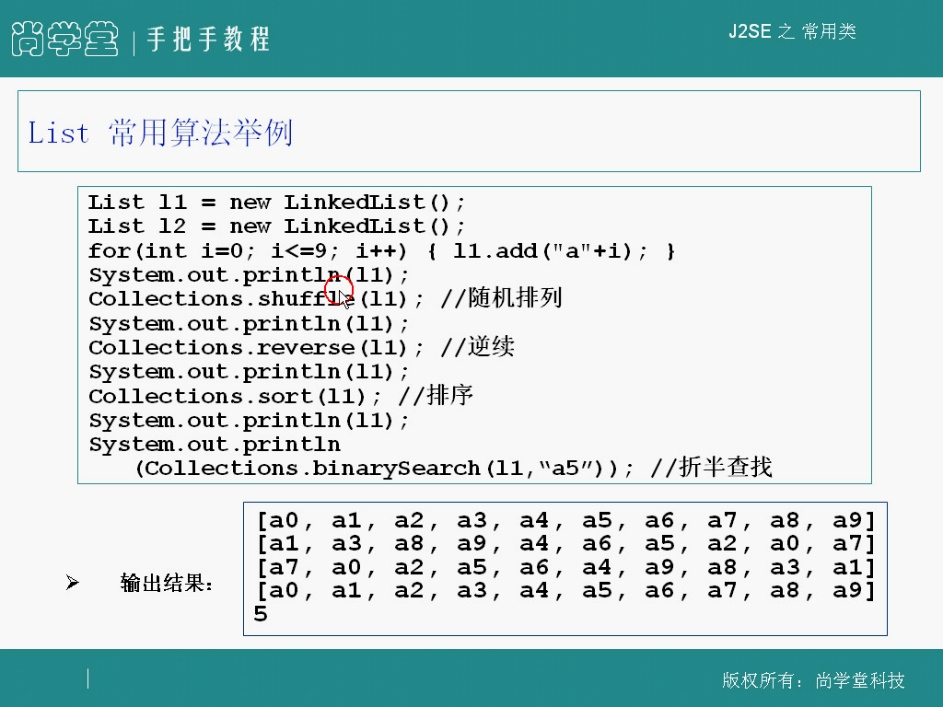 尚学堂 | 手把手教程
J2SE 之 常用类
List 常用算法举例
List l1 = new LinkedList();
List l2 = new LinkedList();
for(int i=0; i<=9; i++) { l1.add("a"+i); }
System.out.println(l1);
Collections.shuffle(l1); //随机排列
System.out.println(l1);
Collections.reverse(l1); //逆续
System.out.println(l1);
Collections.sort(l1); //排序
System.out.println(l1);
System.out.println
(Collections.binarySearch(l1,“a5”)); //折半查找
[a0, a1, a2, a3, a4, a5, a6, a7, a8, a9]
[a1, a3, a8, a9, a4, a6, a5, a2, a0, a7]
[a7, a0, a2, a5, a6, a4, a9, a8, a3, a1]
[a0, a1, a2, a3, a4, a5, a6, a7, a8, a9]
5
➢ 输出结果：
版权所有：尚学堂科技